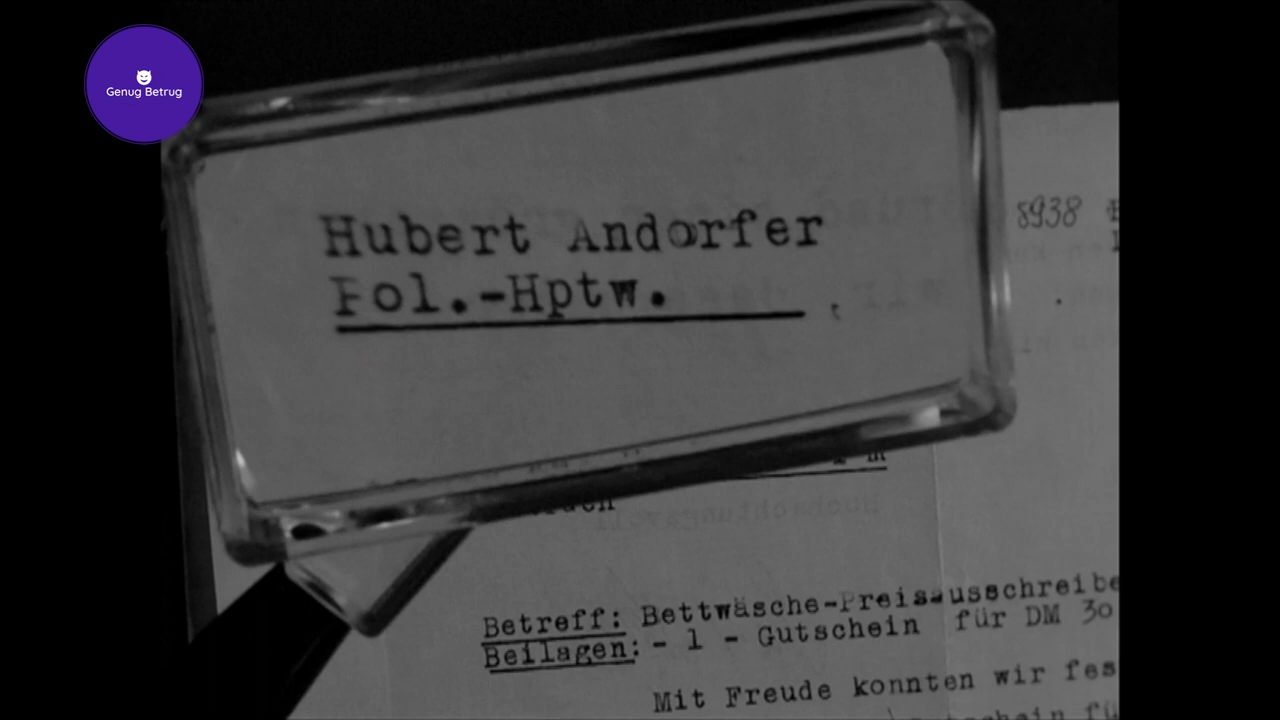 Genug Betrug
Hubert Andorfer
Pol.-Hptw.
8938
Betreff: Bettwäsche-Preisausschreibe
Beilagen: - 1 - Gutschein für DM 30
Mit Freude konnten wir fes